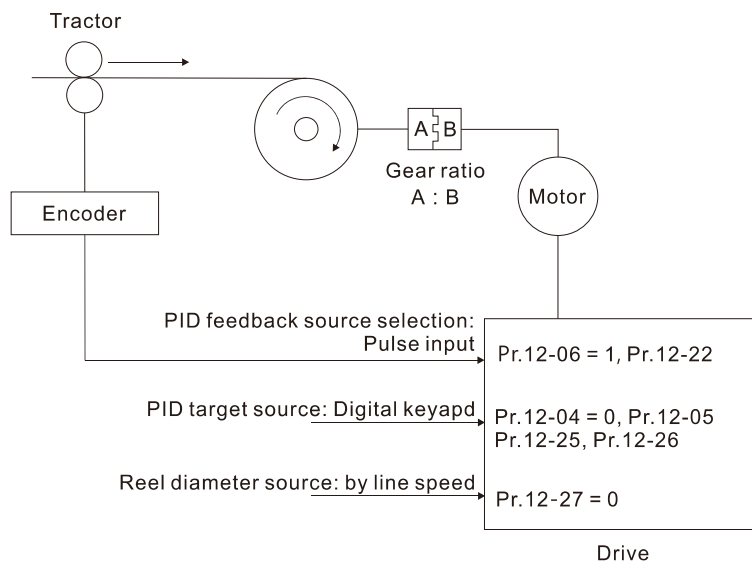 Tractor
A B
Gear ratio
A : B
Motor
Encoder
PID feedback source selection:
Pulse input
Pr.12-06 = 1, Pr.12-22
PID target source: Digital keyapd
Pr.12-04 = 0, Pr.12-05
Pr.12-25, Pr.12-26
Reel diameter source: by line speed
Pr.12-27 = 0
Drive